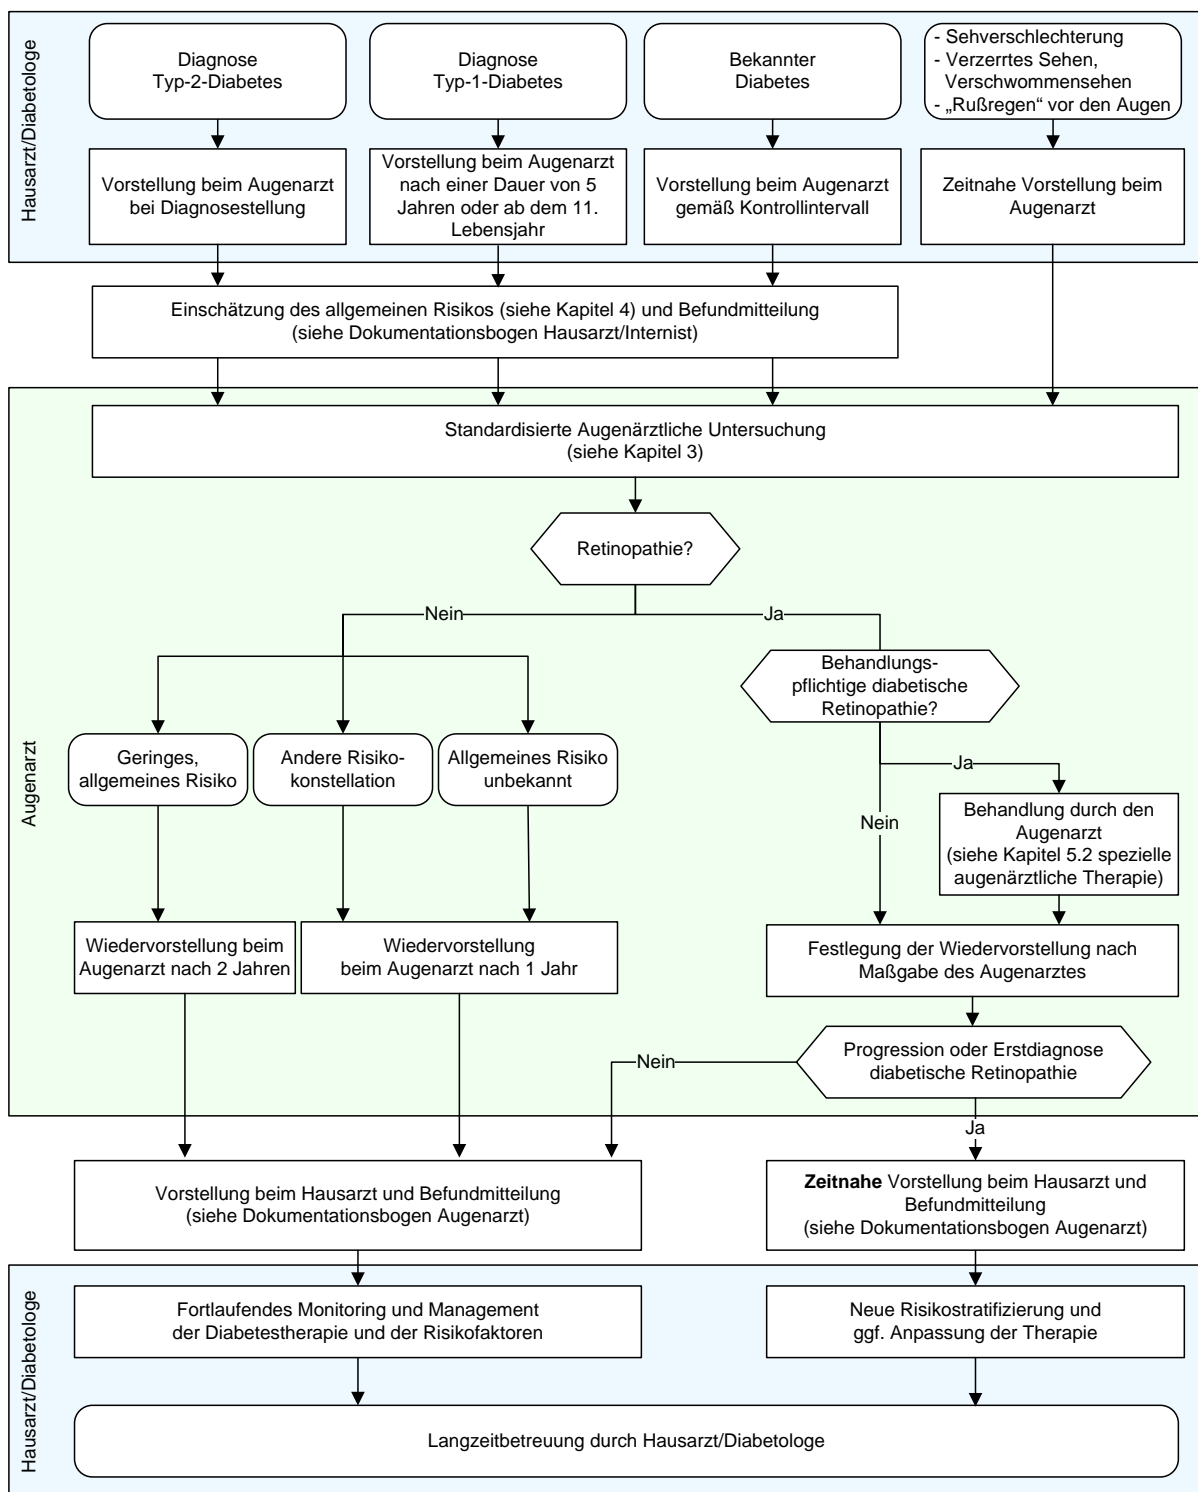 Hausarzt/Diabetologe
Diagnose
Typ-2-Diabetes
Diagnose
Typ-1-Diabetes
Bekannter
Diabetes
- Sehverschlechterung
- Verzerrtes Sehen,
Verschwommensehen
- „Rußregen“ vor den Augen
Vorstellung beim Augenarzt
bei Diagnosestellung
Vorstellung beim Augenarzt
nach einer Dauer von 5
Jahren oder ab dem 11.
Lebensjahr
Vorstellung beim Augenarzt
gemäß Kontrollintervall
Zeitnahe Vorstellung beim
Augenarzt
Einschätzung des allgemeinen Risikos (siehe Kapitel 4) und Befundmitteilung
(siehe Dokumentationsbogen Hausarzt/Internist)
Augenarzt
Standardisierte Augenärztliche Untersuchung
(siehe Kapitel 3)
Retinopathie?
Nein
Ja
Behandlungs-
pflichtige diabetische
Retinopathie?
Geringes,
allgemeines Risiko
Andere Risiko-
konstellation
Allgemeines Risiko
unbekannt
Ja
Nein
Behandlung durch den
Augenarzt
(siehe Kapitel 5.2 spezielle
augenärztliche Therapie)
Wiedervorstellung beim
Augenarzt nach 2 Jahren
Wiedervorstellung
beim Augenarzt nach 1 Jahr
Festlegung der Wiedervorstellung nach
Maßgabe des Augenarztes
Progression oder Erstdiagnose
diabetische Retinopathie
Nein
Ja
Vorstellung beim Hausarzt und Befundmitteilung
(siehe Dokumentationsbogen Augenarzt)
Zeitnahe Vorstellung beim Hausarzt und
Befundmitteilung
(siehe Dokumentationsbogen Augenarzt)
Hausarzt/Diabetologe
Fortlaufendes Monitoring und Management
der Diabetestherapie und der Risikofaktoren
Neue Risikostratifizierung und
ggf. Anpassung der Therapie
Langzeitbetreuung durch Hausarzt/Diabetologe